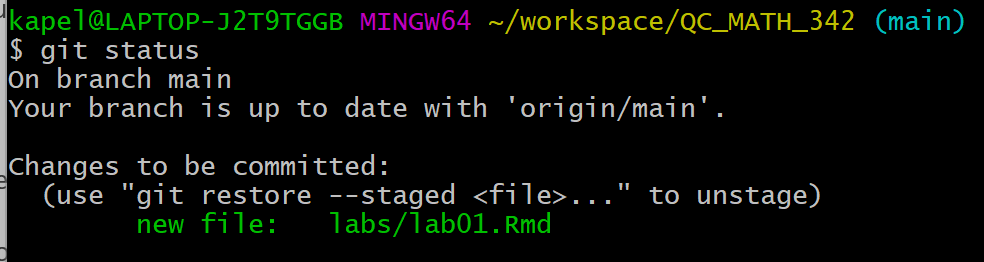 kapel@LAPTOP-J2T9TGGB MINGW64 ~/workspace/QC_MATH_342 (main)
$ git status
On branch main
Your branch is up to date with 'origin/main'.

Changes to be committed:
  (use "git restore --staged <file>..." to unstage)
        new file:   labs/lab01.Rmd